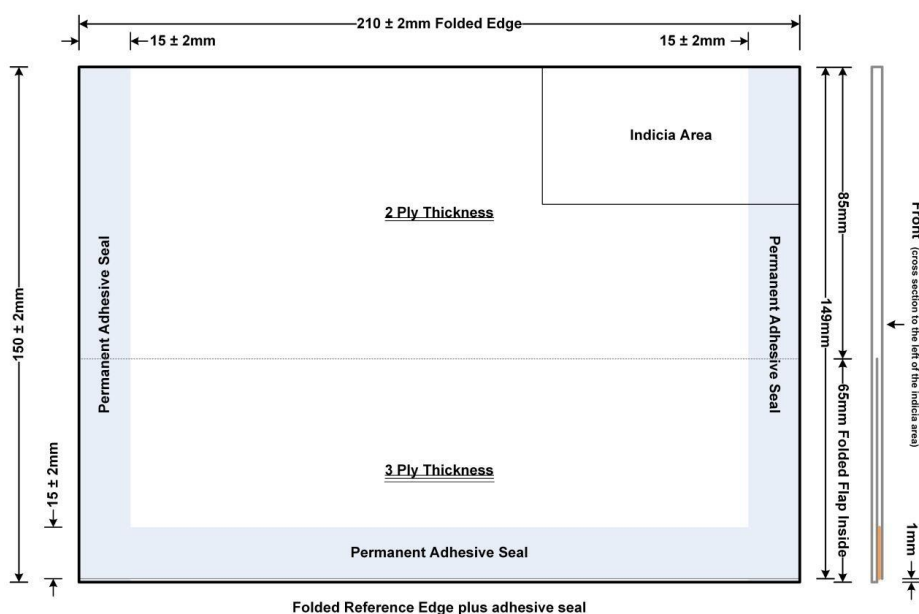 210 ± 2mm Folded Edge
15 ± 2mm
15 ± 2mm
Indicia Area
2 Ply Thickness
Permanent Adhesive Seal
Permanent Adhesive Seal
150 ± 2mm
85mm
149mm
Front (cross section to the left of the indicia area)
65mm Folded Flap Inside
3 Ply Thickness
15 ± 2mm
1mm
Permanent Adhesive Seal
Folded Reference Edge plus adhesive seal